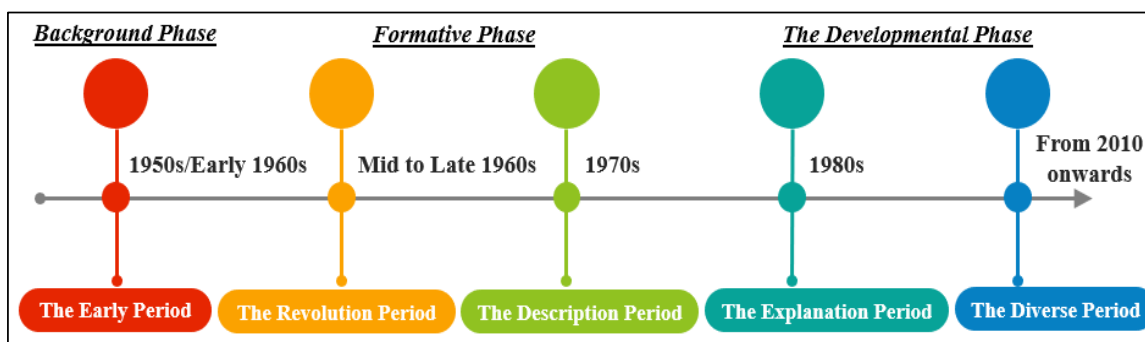 Background Phase
Formative Phase
The Developmental Phase
1950s/Early 1960s
Mid to Late 1960s
1970s
1980s
From 2010
onwards
The Early Period
The Revolution Period
The Description Period
The Explanation Period
The Diverse Period